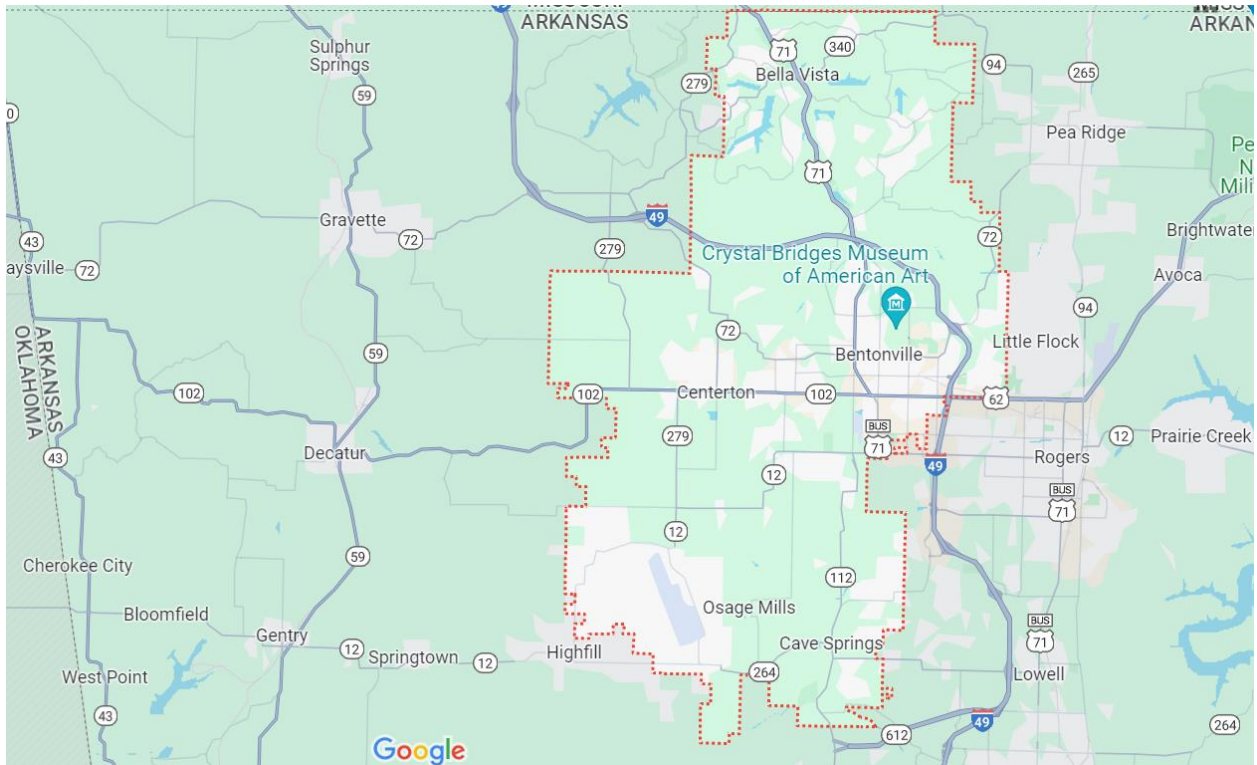 MISSOURI
ARKANSAS
ARKAN
Sulphur
Springs
71
340
Bella Vista
94
265
279
59
Pea Ridge
71
Gravette
49
72
72
43
279
Brightwater
72
Crystal Bridges Museum
of American Art
Avoca
94
72
ARKANSAS
OKLAHOMA
59
Bentonville
Little Flock
102
102
Centerton
102
62
BUS
71
279
12
Decatur
12
Prairie Creek
43
49
Rogers
BUS
71
12
59
Cherokee City
112
Bloomfield
Osage Mills
BUS
71
Gentry
12
Springtown
12
Highfill
Cave Springs
264
Lowell
West Point
43
49
612
264
Google